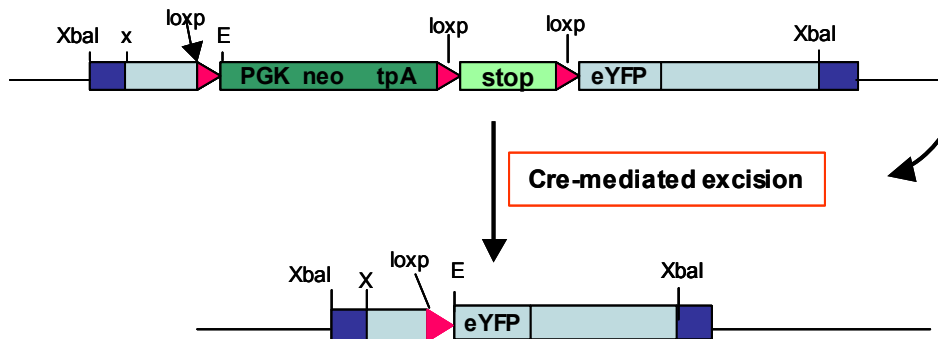 loxp loxp loxp
XbaI x E XbaI
PGK neo tpA stop eYFP
Cre-mediated excision
loxp
XbaI X E XbaI
eYFP